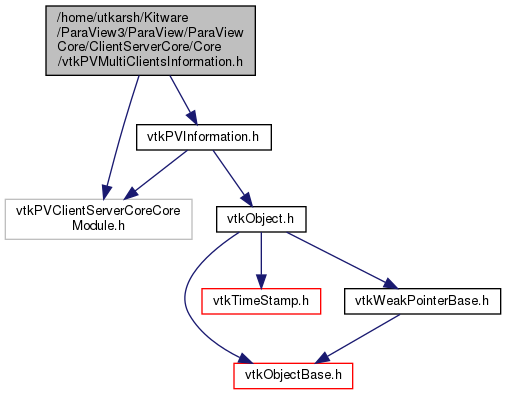 /home/utkarsh/Kitware
/ParaView3/ParaView/ParaView
Core/ClientServerCore/Core
/vtkPVMultiClientsInformation.h
vtkPVInformation.h
vtkPVClientServerCoreCore
Module.h
vtkObject.h
vtkTimeStamp.h
vtkWeakPointerBase.h
vtkObjectBase.h